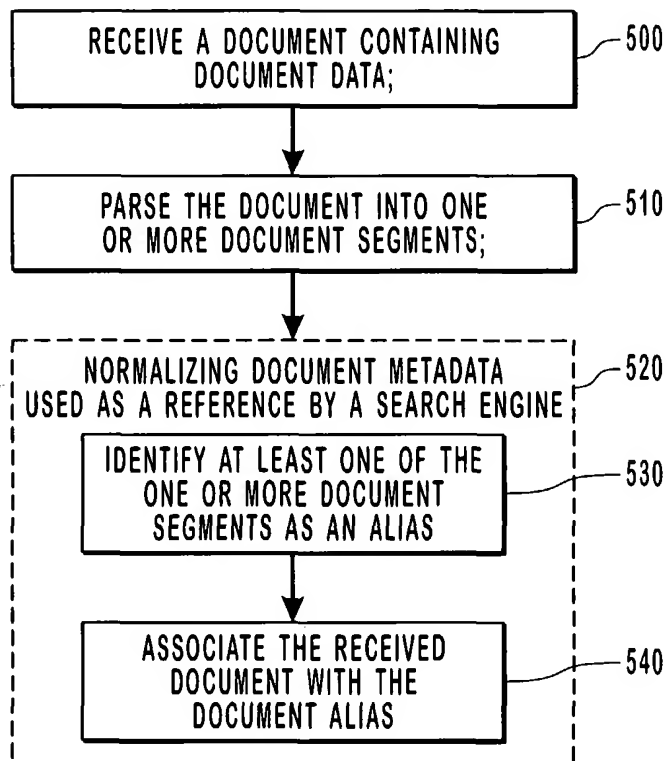 RECEIVE A DOCUMENT CONTAINING
DOCUMENT DATA;
500
PARSE THE DOCUMENT INTO ONE
OR MORE DOCUMENT SEGMENTS;
510
NORMALIZING DOCUMENT METADATA
USED AS A REFERENCE BY A SEARCH ENGINE
520
IDENTIFY AT LEAST ONE OF THE
ONE OR MORE DOCUMENT
SEGMENTS AS AN ALIAS
530
ASSOCIATE THE RECEIVED
DOCUMENT WITH THE
DOCUMENT ALIAS
540